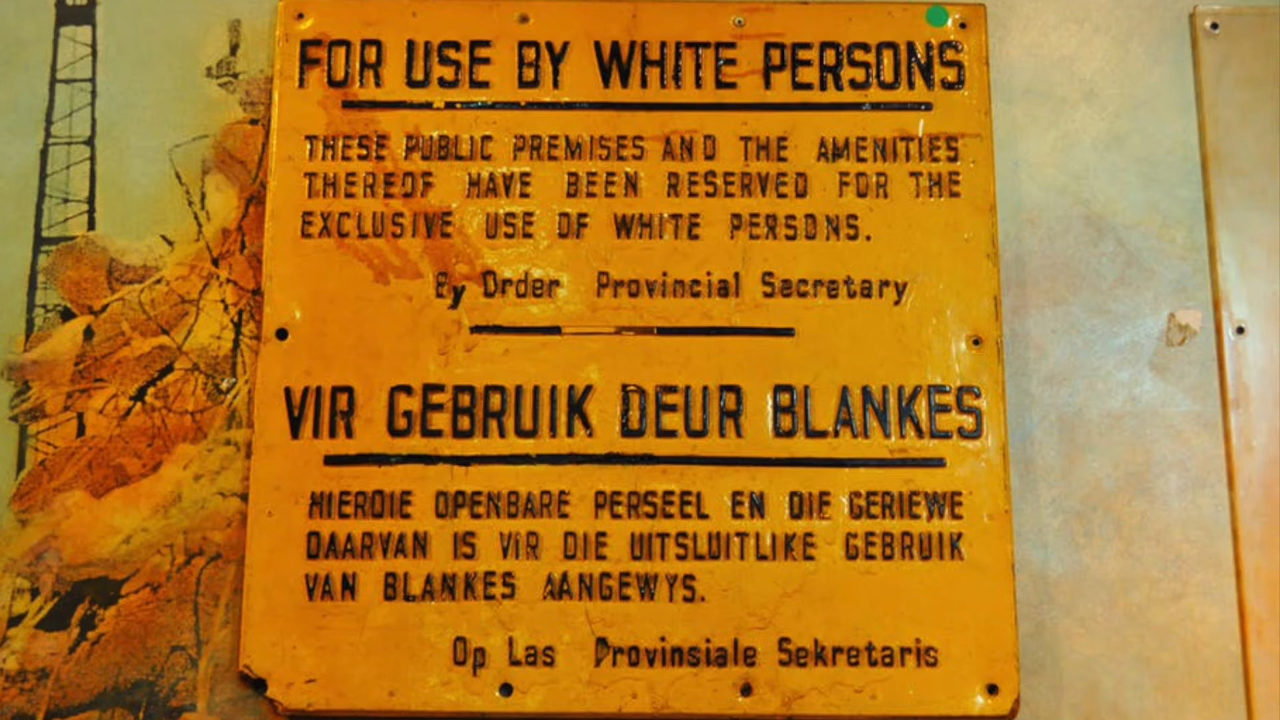 FOR USE BY WHITE PERSONS
THESE PUBLIC PREMISES AND THE AMENITIES
THEREOF HAVE BEEN RESERVED FOR THE
EXCLUSIVE USE OF WHITE PERSONS.
By Order Provincial Secretary
VIR GEBRUIK DEUR BLANKES
HIERDIE OPENBARE PERSEEL EN DIE GERIEWE
DAARVAN IS VIR DIE UITSLUITLIKE GEBRUIK
VAN BLANKES AANGEWYS.
Op Las Provinsiale Sekretaris